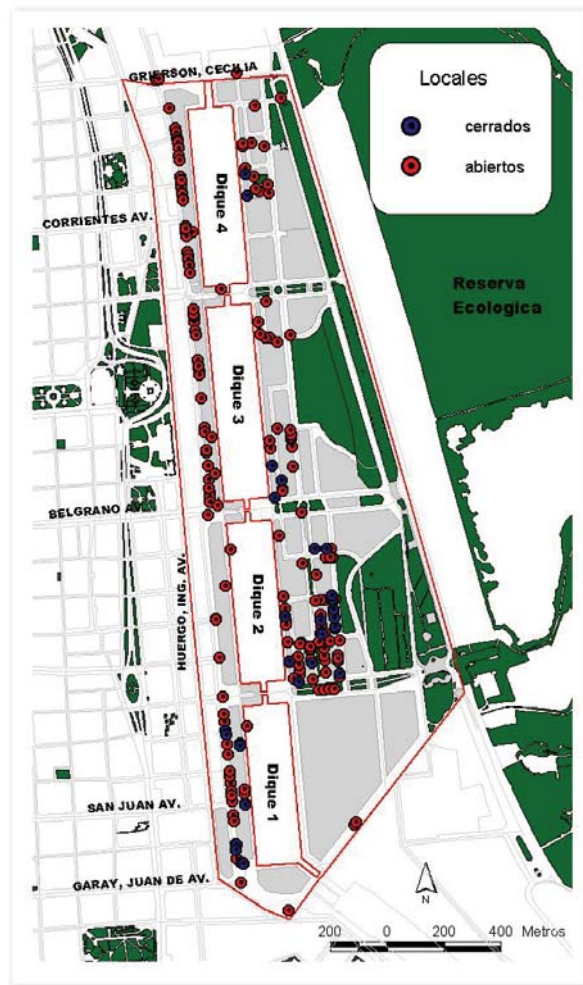 GRIERSON, CECILIA
Locales
cerrados
abiertos
CORRIENTES AV.
Dique 4
Reserva
Ecologica
Dique 3
BELGRANO AV.
HUERGO, ING. AV.
Dique 2
Dique 1
SAN JUAN AV.
GARAY, JUAN DE AV.
N
200 0 200 400 Metros